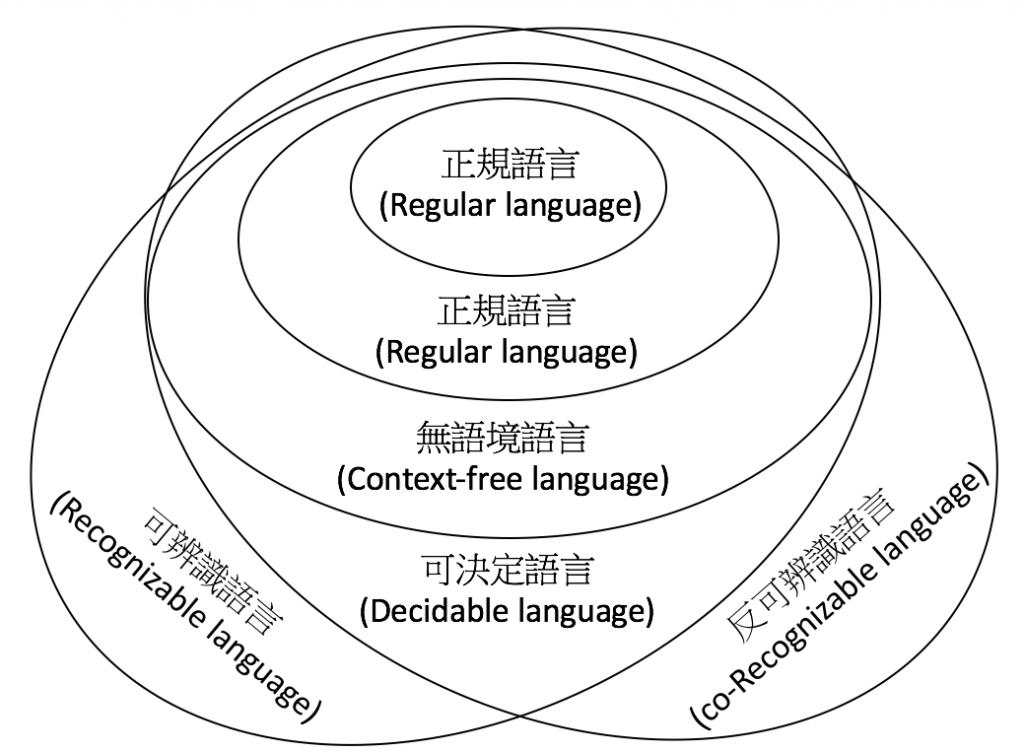 正規語言
(Regular language)
正規語言
(Regular language)
無語境語言
(Context-free language)
可決定語言
(Decidable language)
可辨識語言
(Recognizable language)
反可辨識語言
(co-Recognizable language)